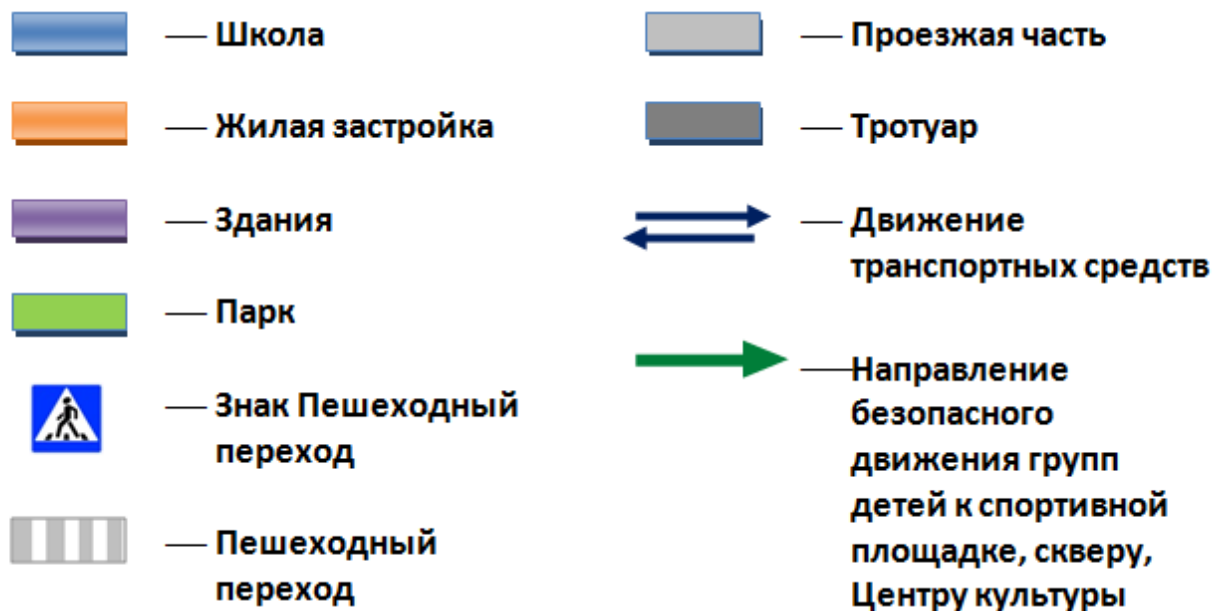 — Школа
— Жилая застройка
— Здания
— Парк
— Знак Пешеходный
переход
— Пешеходный
переход
— Проезжая часть
— Тротуар
— Движение
транспортных средств
—Направление
безопасного
движения групп
детей к спортивной
площадке, скверу,
Центру культуры